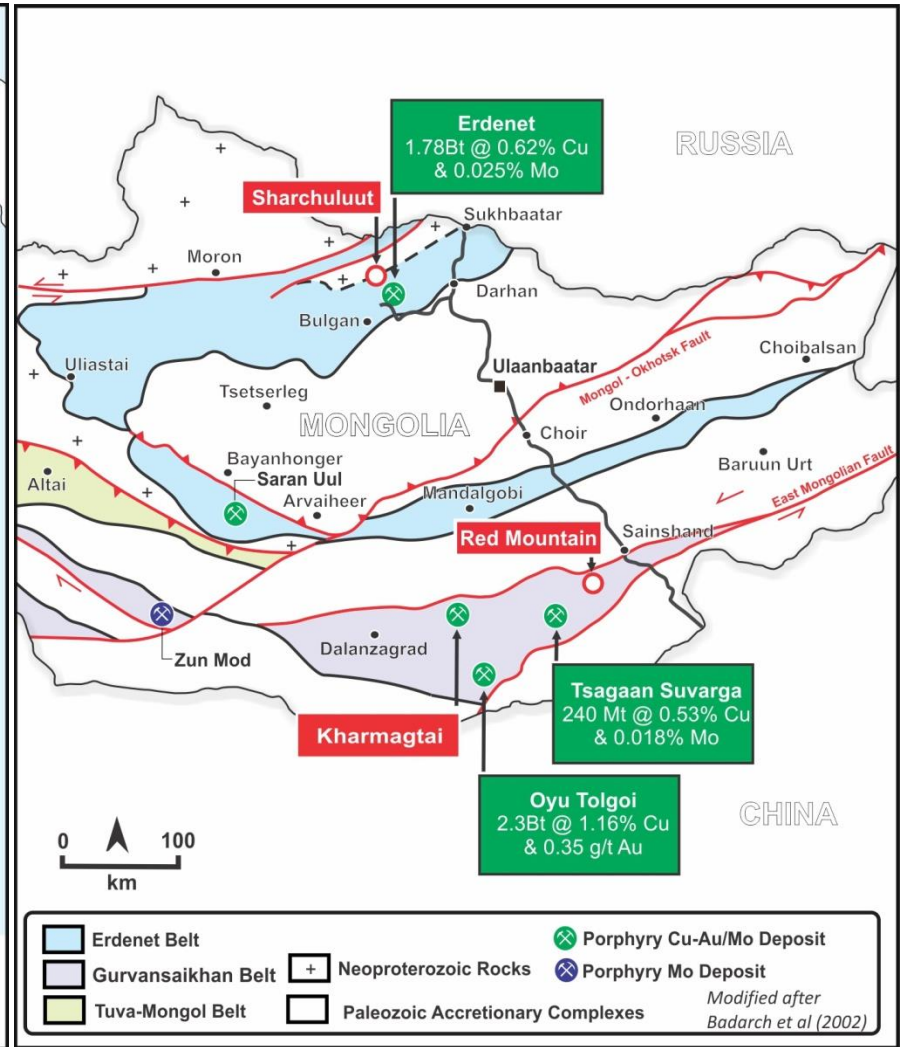 RUSSIA
Erdenet
1.78Bt @ 0.62% Cu
& 0.025% Mo
Sharchuluut
Sukhbaatar
Moron
Darhan
Bulgan
Choibalsan
Uliastai
Ulaanbaatar
Mongol - Okhotsk Fault
Tsetserleg
Ondorhaan
MONGOLIA
Choir
Bayanhonger
Saran Uul
Baruun Urt
Altai
Arvaiheer
Mandalgobi
East Mongolian Fault
Red Mountain
Sainshand
Dalanzagrad
Zun Mod
Tsagaan Suvarga
240 Mt @ 0.53% Cu
& 0.018% Mo
Kharmagtai
Oyu Tolgoi
2.3Bt @ 1.16% Cu
& 0.35 g/t Au
CHINA
0 100
km
Erdenet Belt
Gurvansaikhan Belt
Tuva-Mongol Belt
+ Neoproterozoic Rocks
Paleozoic Accretionary Complexes
Porphyry Cu-Au/Mo Deposit
Porphyry Mo Deposit
Modified after
Badarch et al (2002)